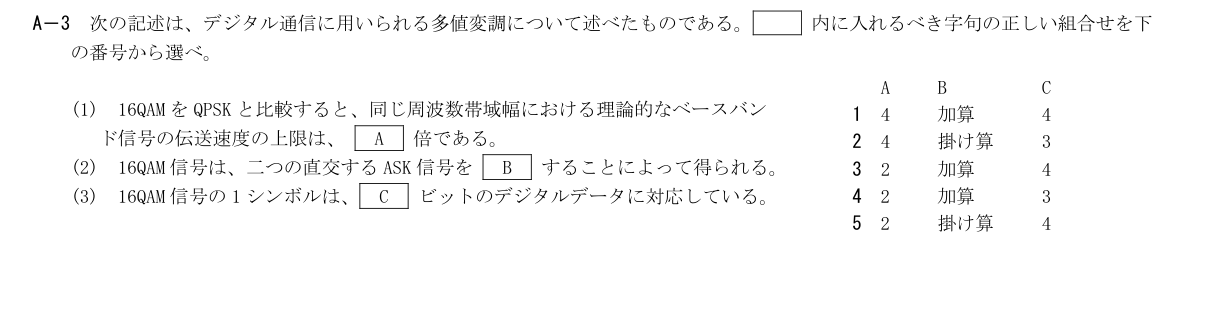 A－3 次の記述は、デジタル通信に用いられる多値変調について述べたものである。 内に入れるべき字句の正しい組合せを下
の番号から選べ。
(1) 16QAM を QPSK と比較すると、同じ周波数帯域幅における理論的なベースバン
ド信号の伝送速度の上限は、 A 倍である。
(2) 16QAM 信号は、二つの直交する ASK 信号を B することによって得られる。
(3) 16QAM 信号の 1 シンボルは、 C ビットのデジタルデータに対応している。
A B C
1 4 加算 4
2 4 掛け算 3
3 2 加算 4
4 2 加算 3
5 2 掛け算 4